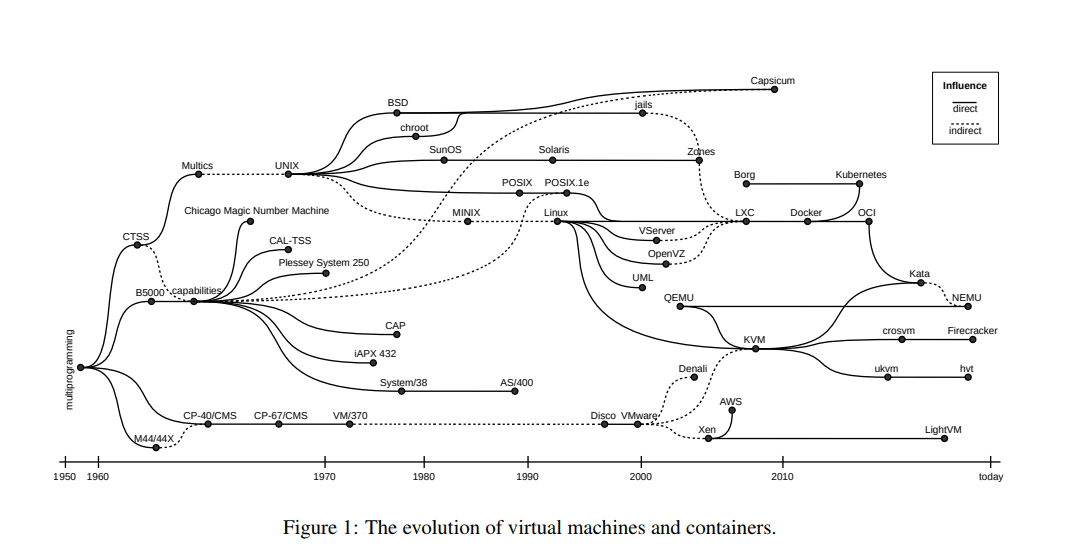 Capsicum
Influence
direct
indirect
BSD
jails
chroot
SunOS
Solaris
Zones
Multics
UNIX
POSIX
POSIX.1e
Borg
Kubernetes
Chicago Magic Number Machine
MINIX
Linux
LXC
Docker
OCI
CTSS
CAL-TSS
VServer
Plessey System 250
OpenVZ
UML
Kata
B5000
capabilities
QEMU
NEMU
CAP
KVM
crosvm
Firecracker
iAPX 432
multiprogramming
System/38
AS/400
Denali
ukvm
hvt
AWS
CP-40/CMS
CP-67/CMS
VM/370
Disco
VMware
M44/44X
Xen
LightVM
1950
1960
1970
1980
1990
2000
2010
today
Figure 1: The evolution of virtual machines and containers.